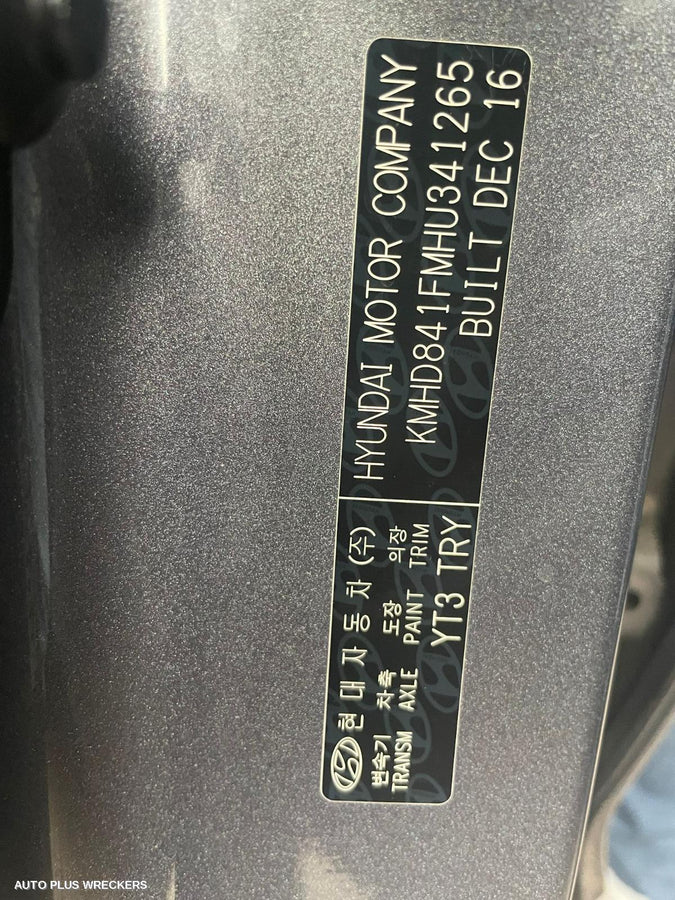 현대자동차(주) HYUNDAI MOTOR COMPANY
변속기 차축 도장 의장 KMHD841FMHU341265
TRANSM AXLE PAINT TRIM
YT3 TRY BUILT DEC 16
AUTO PLUS WRECKERS